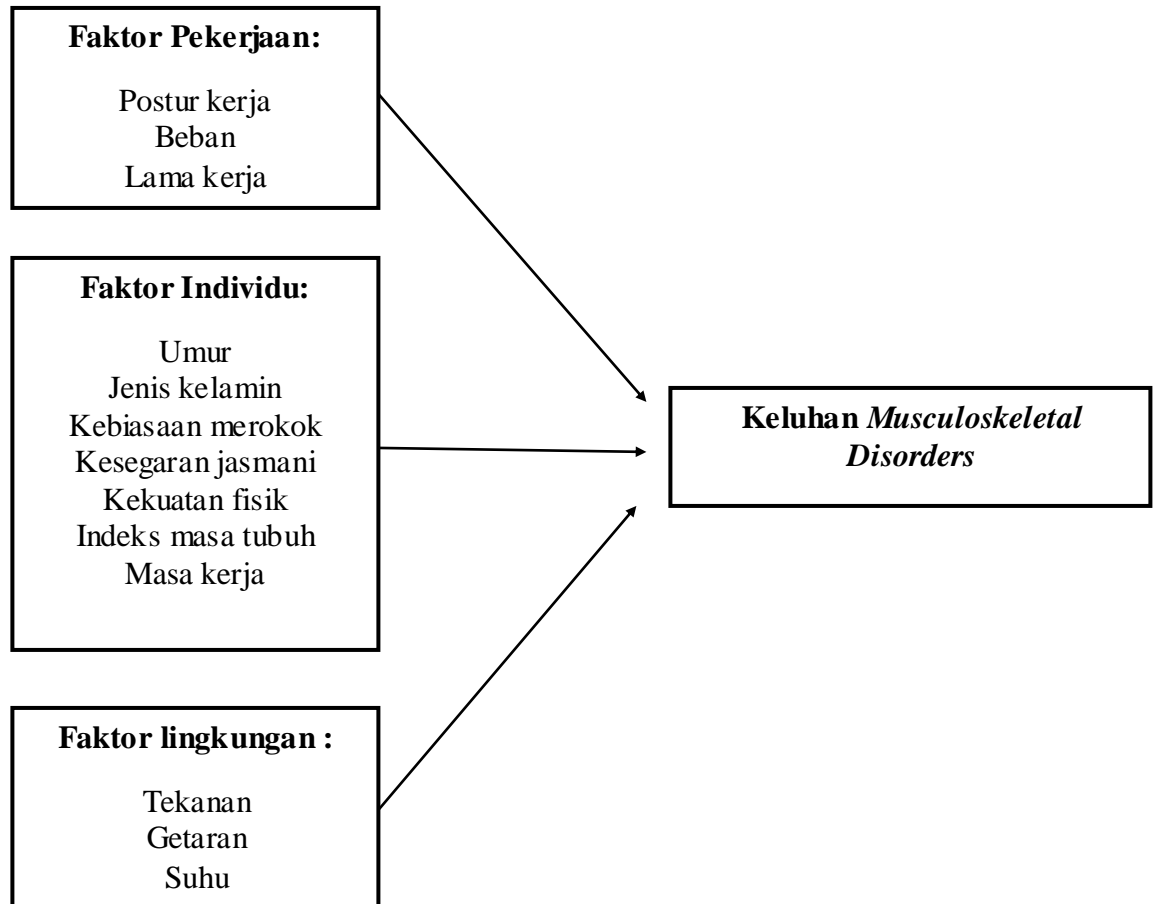 Faktor Pekerjaan:
Postur kerja
Beban
Lama kerja
Faktor Individu:
Umur
Jenis kelamin
Kebiasaan merokok
Kesegaran jasmani
Kekuatan fisik
Indeks masa tubuh
Masa kerja
Faktor lingkungan :
Tekanan
Getaran
Suhu
Keluhan Musculoskeletal
Disorders